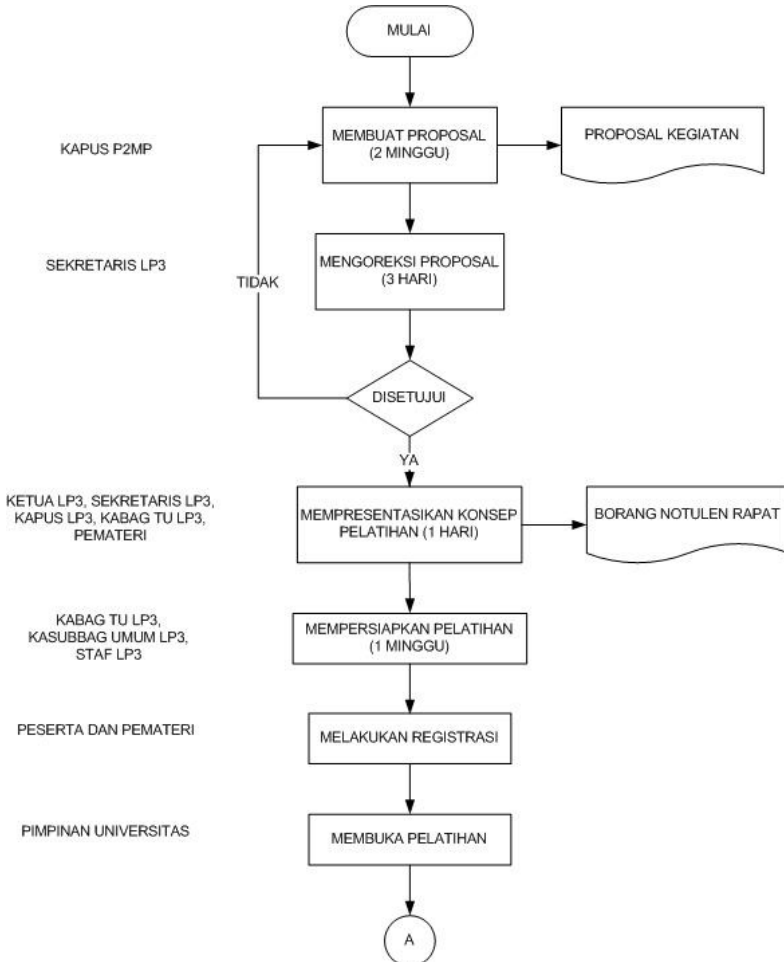 MULAI
KAPUS P2MP
MEMBUAT PROPOSAL
(2 MINGGU)
PROPOSAL KEGIATAN
SEKRETARIS LP3
MENGOREKSI PROPOSAL
(3 HARI)
TIDAK
DISETUJUI
YA
KETUA LP3, SEKRETARIS LP3,
KAPUS LP3, KABAG TU LP3,
PEMATERI
MEMPRESENTASIKAN KONSEP
PELATIHAN (1 HARI)
BORANG NOTULEN RAPAT
KABAG TU LP3,
KASUBBAG UMUM LP3,
STAF LP3
MEMPERSIAPKAN PELATIHAN
(1 MINGGU)
PESERTA DAN PEMATERI
MELAKUKAN REGISTRASI
PIMPINAN UNIVERSITAS
MEMBUKA PELATIHAN
A